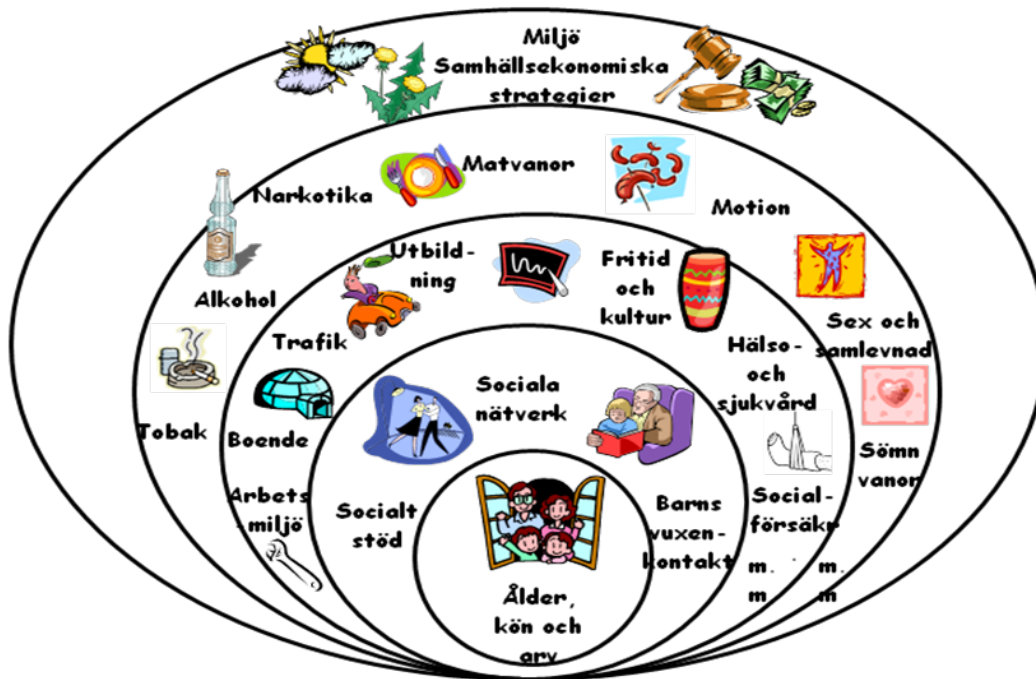 Miljö
Samhällsekonomiska
strategier
Matvanor
Narkotika
Motion
Alkohol
Tobak
Sex och
samlevnad
Sömn
vanor
Utbild-
ning
Fritid
och
kultur
Trafik
Hälso-
och
sjukvård
Boende
Arbets
-miljö
Social-
försäkr
m.
m
m.
m
Sociala
nätverk
Socialt
stöd
Barns
vuxen-
kontakt
Ålder,
kön och
arv